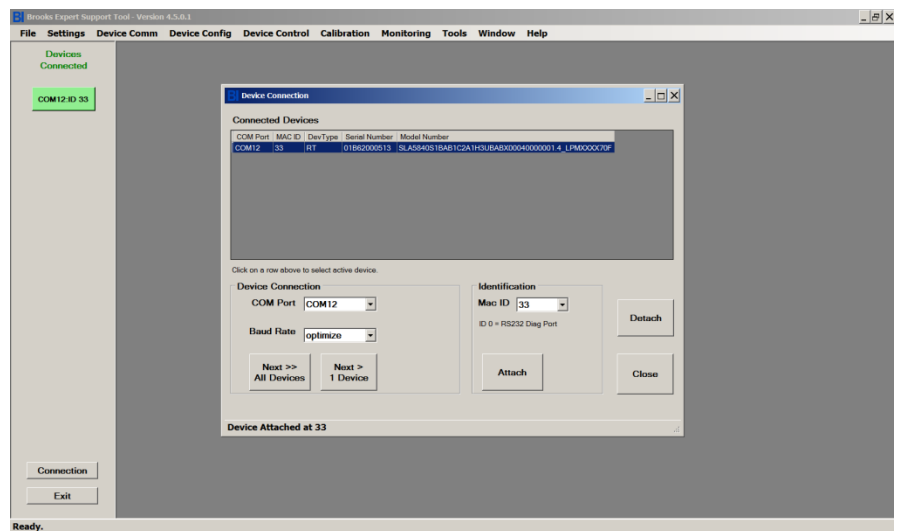 BI Brooks Expert Support Tool - Version 4.5.0.1
File Settings Device Comm Device Config Device Control Calibration Monitoring Tools Window Help
Devices
Connected
COM12:ID 33
BI Device Connection
Connected Devices
COM Port MAC ID DevType Serial Number Model Number
COM12 33 RT 01B62000513 SLA5840S1BAB1C2A1H3UBABX00040000001.4_LPMXXXX70F
Click on a row above to select active device.
Device Connection
COM Port COM12
Baud Rate optimize
Next >>
All Devices
Next >
1 Device
Identification
Mac ID 33
ID 0 = RS232 Diag Port
Attach
Detach
Close
Device Attached at 33
Connection
Exit
Ready.